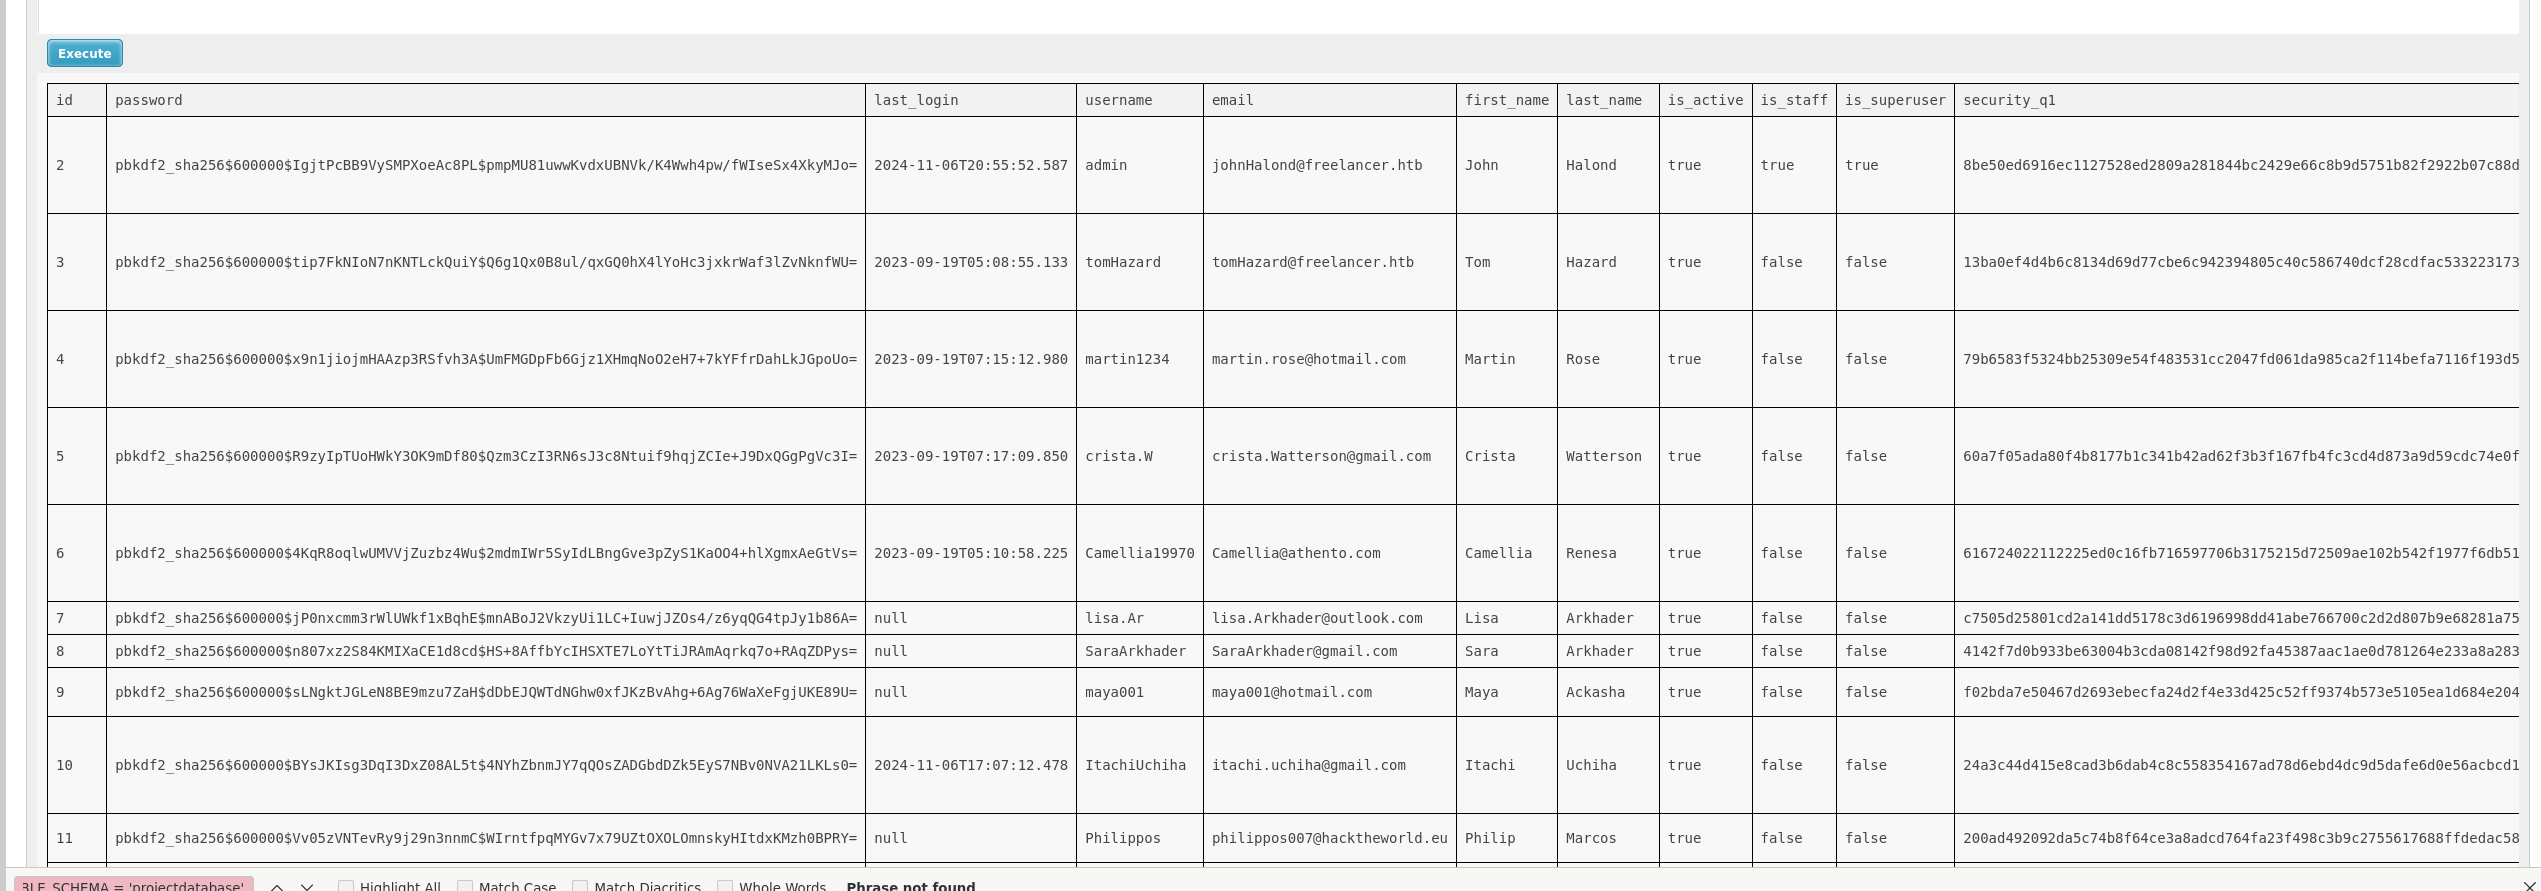 Execute
id password last_login username email first_name last_name is_active is_staff is_superuser security_q1
2 pbkdf2_sha256$600000$IgjtPcBB9VySMPXoeAc8PL$pmpMU81uwwKvdxUBNVk/K4Wwh4pw/fWIseSx4XkyMJo= 2024-11-06T20:55:52.587 admin johnHalond@freelancer.htb John Halond true true true 8be50ed6916ec1127528ed2809a281844bc2429e66c8b9d5751b82f2922b07c88d
3 pbkdf2_sha256$600000$tip7FkNIoN7nKNTLckQuiY$Q6g1Qx0B8ul/qxGQ0hX4lYoHc3jxkrWaf3lZvNknfWU= 2023-09-19T05:08:55.133 tomHazard tomHazard@freelancer.htb Tom Hazard true false false 13ba0ef4d4b6c8134d69d77cbe6c942394805c40c586740dcf28cdfac533223173
4 pbkdf2_sha256$600000$x9n1jiojmHAAzp3RSfvh3A$UmFMGDpFb6Gjz1XHmqNoO2eH7+7kYFfrDahLkJGpoUo= 2023-09-19T07:15:12.980 martin1234 martin.rose@hotmail.com Martin Rose true false false 79b6583f5324bb25309e54f483531cc2047fd061da985ca2f114befa7116f193d5
5 pbkdf2_sha256$600000$R9zyIpTUoHWkY3OK9mDf80$Qzm3CzI3RN6sJ3c8Ntuif9hqjZCIe+J9DxQGgPgVc3I= 2023-09-19T07:17:09.850 crista.W crista.Watterson@gmail.com Crista Watterson true false false 60a7f05ada80f4b8177b1c341b42ad62f3b3f167fb4fc3cd4d873a9d59cdc74e0f
6 pbkdf2_sha256$600000$4KqR8oqlwUMVVjZuzbz4Wu$2mdmIWr5SyIdLBngGve3pZyS1KaOO4+hlXgmxAeGtVs= 2023-09-19T05:10:58.225 Camellia19970 Camellia@athento.com Camellia Renesa true false false 616724022112225ed0c16fb716597706b3175215d72509ae102b542f1977f6db51
7 pbkdf2_sha256$600000$jP0nxcmm3rWlUWkf1xBqhE$mnABoJ2VkzyUi1LC+IuwjJZOs4/z6yqQG4tpJy1b86A= null lisa.Ar lisa.Arkhader@outlook.com Lisa Arkhader true false false c7505d25801cd2a141dd5178c3d6196998dd41abe766700c2d2d807b9e68281a75
8 pbkdf2_sha256$600000$n807xz2S84KMIXaCE1d8cd$HS+8AffbYcIHSXTE7LoYtTiJRAmAqrkq7o+RAqZDPys= null SaraArkhader SaraArkhader@gmail.com Sara Arkhader true false false 4142f7d0b933be63004b3cda08142f98d92fa45387aac1ae0d781264e233a8a283
9 pbkdf2_sha256$600000$sLNgktJGLeN8BE9mzu7ZaH$dDbEJQWTdNGhw0xfJKzBvAhg+6Ag76WaXeFgjUKE89U= null maya001 maya001@hotmail.com Maya Ackasha true false false f02bda7e50467d2693ebecfa24d2f4e33d425c52ff9374b573e5105ea1d684e204
10 pbkdf2_sha256$600000$BYsJKIsg3DqI3DxZ08AL5t$4NYhZbnmJY7qQOsZADGbdDZk5EyS7NBv0NVA21LKLs0= 2024-11-06T17:07:12.478 ItachiUchiha itachi.uchiha@gmail.com Itachi Uchiha true false false 24a3c44d415e8cad3b6dab4c8c558354167ad78d6ebd4dc9d5dafe6d0e56acbcd1
11 pbkdf2_sha256$600000$Vv05zVNTevRy9j29n3nnmC$WIrntfpqMYGv7x79UZtOXOLOmnskyHItdxKMzh0BPRY= null Philippos philippos007@hacktheworld.eu Philip Marcos true false false 200ad492092da5c74b8f64ce3a8adcd764fa23f498c3b9c2755617688ffdedac58
BLE_SCHEMA = 'projectdatabase' Highlight All Match Case Match Diacritics Whole Words Phrase not found